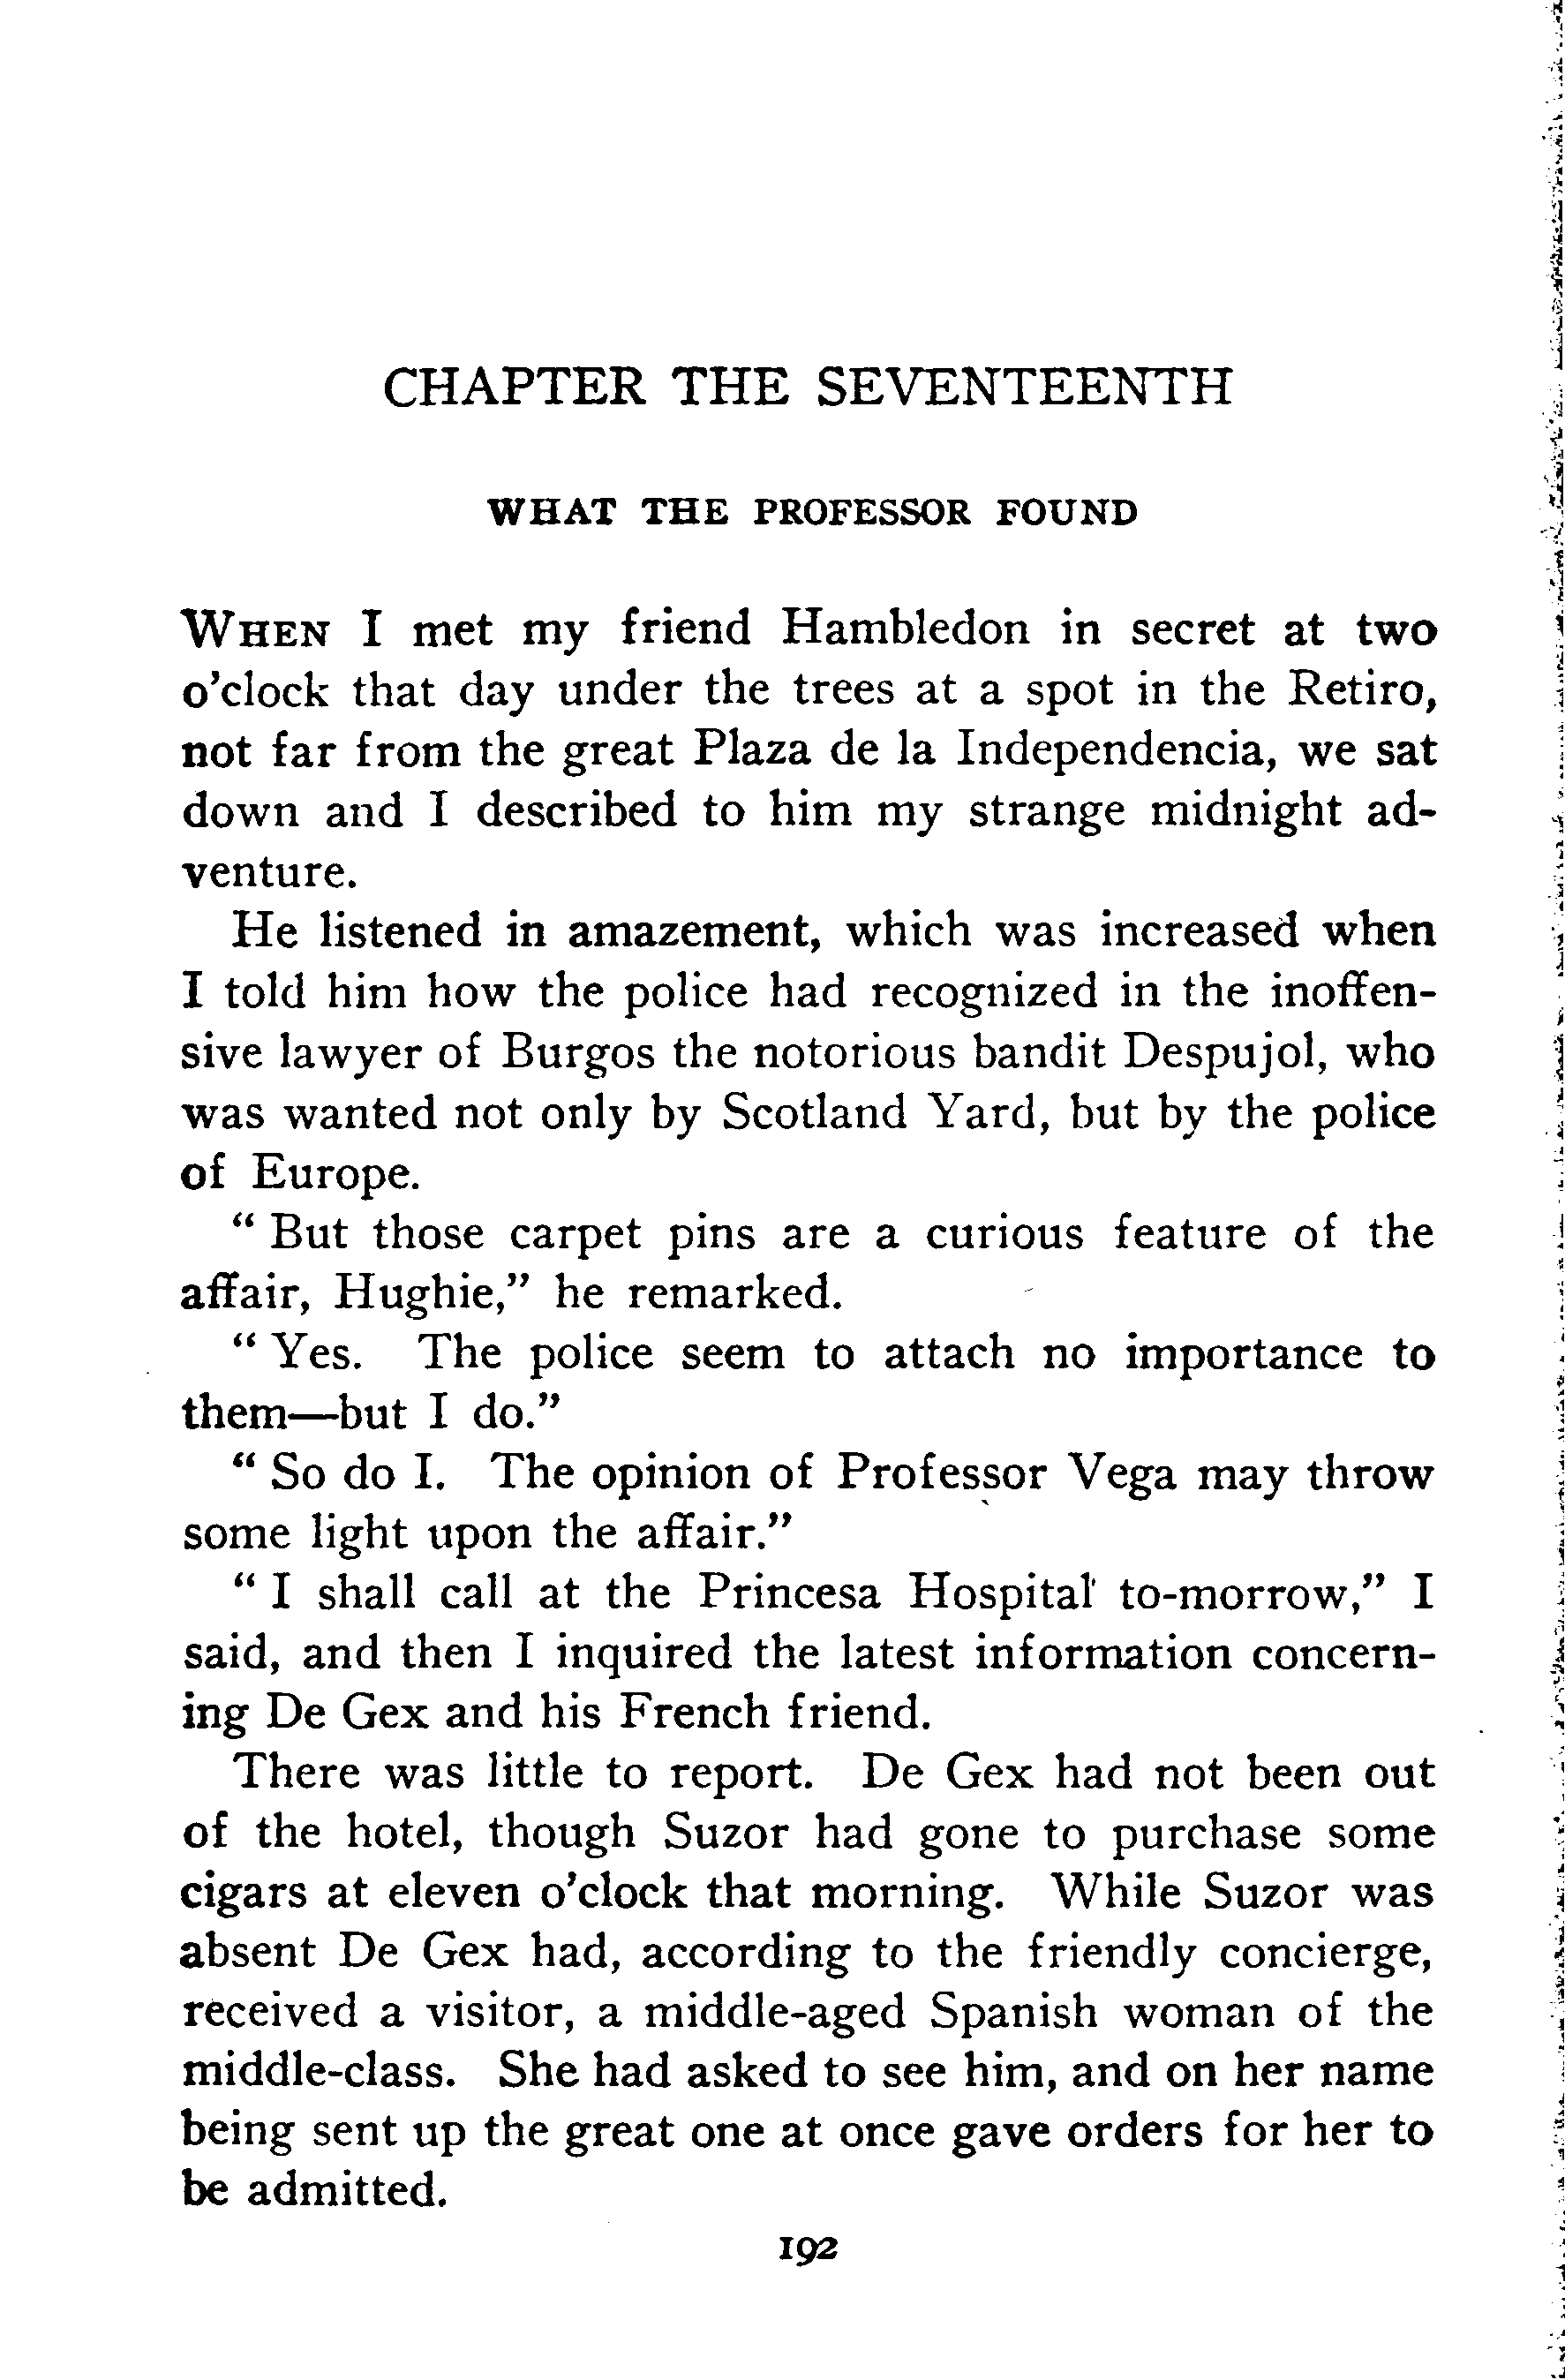 CHAPTER THE SEVENTEENTH
WHAT THE PROFESSOR FOUND
WHEN I met my friend Hambledon in secret at two
o'clock that day under the trees at a spot in the Retiro,
not far from the great Plaza de la Independencia, we sat
down and I described to him my strange midnight ad-
venture.
He listened in amazement, which was increased when
I told him how the police had recognized in the inoffen-
sive lawyer of Burgos the notorious bandit Despujol, who
was wanted not only by Scotland Yard, but by the police
of Europe.
" But those carpet pins are a curious feature of the
affair, Hughie," he remarked.
" Yes. The police seem to attach no importance to
them—but I do."
" So do I. The opinion of Professor Vega may throw
some light upon the affair."
" I shall call at the Princesa Hospital to-morrow," I
said, and then I inquired the latest information concern-
ing De Gex and his French friend.
There was little to report. De Gex had not been out
of the hotel, though Suzor had gone to purchase some
cigars at eleven o'clock that morning. While Suzor was
absent De Gex had, according to the friendly concierge,
received a visitor, a middle-aged Spanish woman of the
middle-class. She had asked to see him, and on her name
being sent up the great one at once gave orders for her to
be admitted.
192